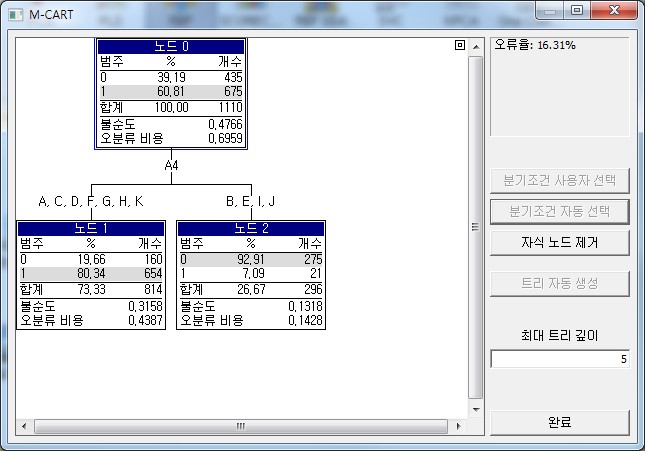 M-CART
노드 0
범주 % 개수
0 39,19 435
1 60,81 675
합계 100,00 1110
불순도 0,4766
오분류 비용 0,6959
A4
A, C, D, F, G, H, K
B, E, I, J
노드 1
범주 % 개수
0 19,66 160
1 80,34 654
합계 73,33 814
불순도 0,3158
오분류 비용 0,4387
노드 2
범주 % 개수
0 92,91 275
1 7,09 21
합계 26,67 296
불순도 0,1318
오분류 비용 0,1428
오류율: 16.31%
분기조건 사용자 선택
분기조건 자동 선택
자식 노드 제거
트리 자동 생성
최대 트리 깊이
5
완료